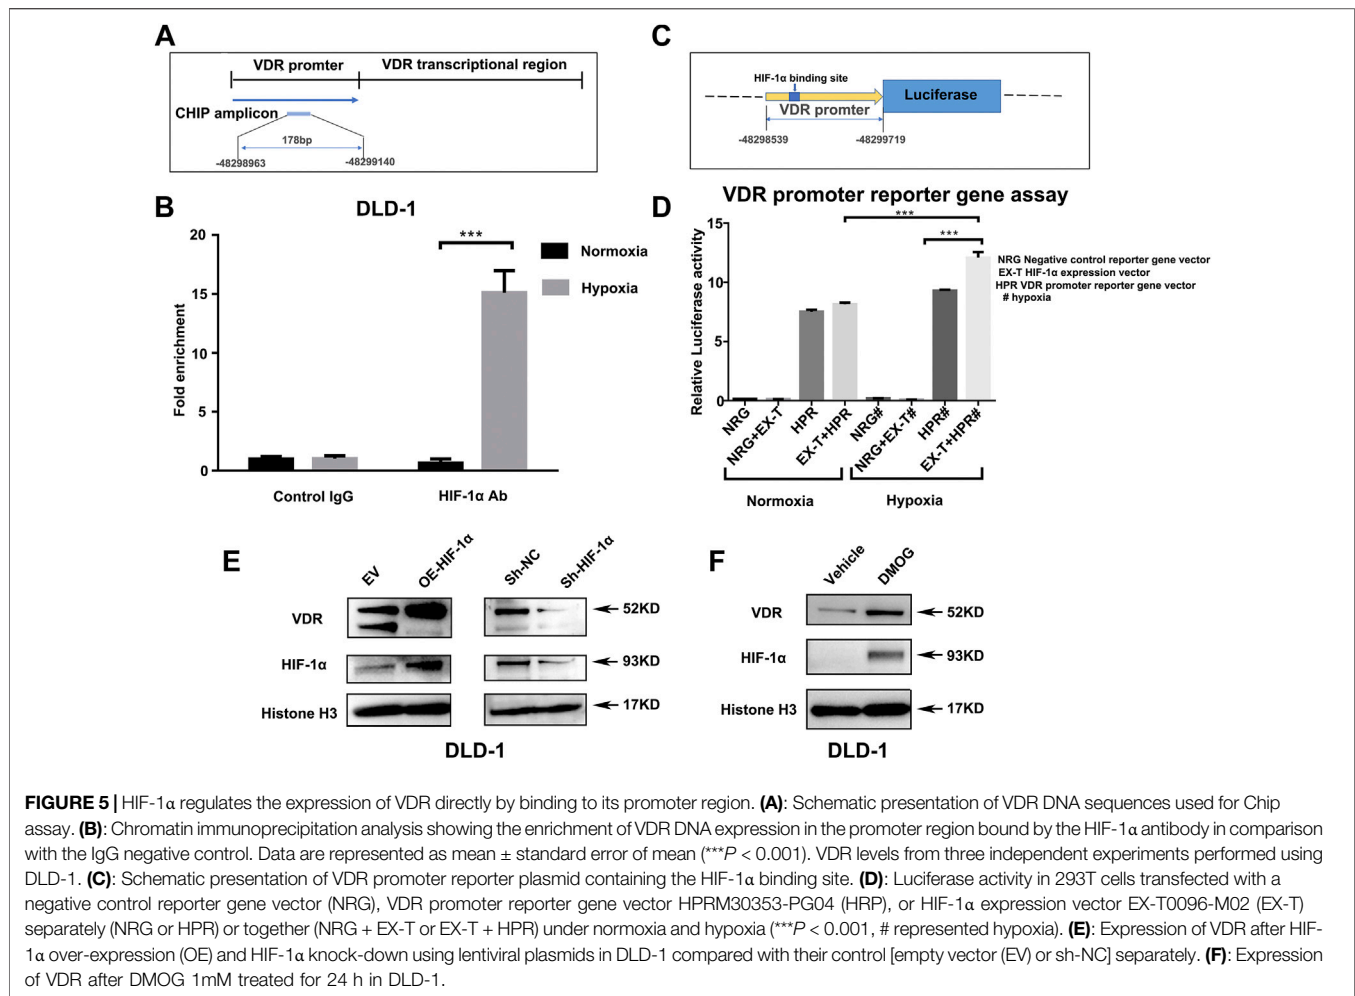 A
VDR promter
VDR transcriptional region
CHIP amplicon
178bp
-48298963
-48299140
C
HIF-1α binding site
Luciferase
VDR promter
-48298539
-48299719
B
DLD-1
20
15
10
5
0
Fold enrichment
***
Normoxia
Hypoxia
Control IgG
HIF-1α Ab
VDR promoter reporter gene assay
D
15
10
5
0
Relative Luciferase activity
***
***
NRG Negative control reporter gene vector
EX-T HIF-1α expression vector
HPR VDR promoter reporter gene vector
# hypoxia
NRG
NRG+EX-T
HPR
EX-T+HPR
NRG#
NRG+EX-T#
HPR#
EX-T+HPR#
Normoxia
Hypoxia
E
EV
OE-HIF-1α
Sh-NC
Sh-HIF-1α
VDR
52KD
HIF-1α
93KD
Histone H3
17KD
DLD-1
F
Vehicle
DMOG
VDR
52KD
HIF-1α
93KD
Histone H3
17KD
DLD-1
FIGURE 5 | HIF-1α regulates the expression of VDR directly by binding to its promoter region. (A): Schematic presentation of VDR DNA sequences used for Chip
assay. (B): Chromatin immunoprecipitation analysis showing the enrichment of VDR DNA expression in the promoter region bound by the HIF-1α antibody in comparison
with the IgG negative control. Data are represented as mean ± standard error of mean (***P < 0.001). VDR levels from three independent experiments performed using
DLD-1. (C): Schematic presentation of VDR promoter reporter plasmid containing the HIF-1α binding site. (D): Luciferase activity in 293T cells transfected with a
negative control reporter gene vector (NRG), VDR promoter reporter gene vector HPRM30353-PG04 (HRP), or HIF-1α expression vector EX-T0096-M02 (EX-T)
separately (NRG or HPR) or together (NRG + EX-T or EX-T + HPR) under normoxia and hypoxia (***P < 0.001, # represented hypoxia). (E): Expression of VDR after HIF-
1α over-expression (OE) and HIF-1α knock-down using lentiviral plasmids in DLD-1 compared with their control [empty vector (EV) or sh-NC] separately. (F): Expression
of VDR after DMOG 1mM treated for 24 h in DLD-1.